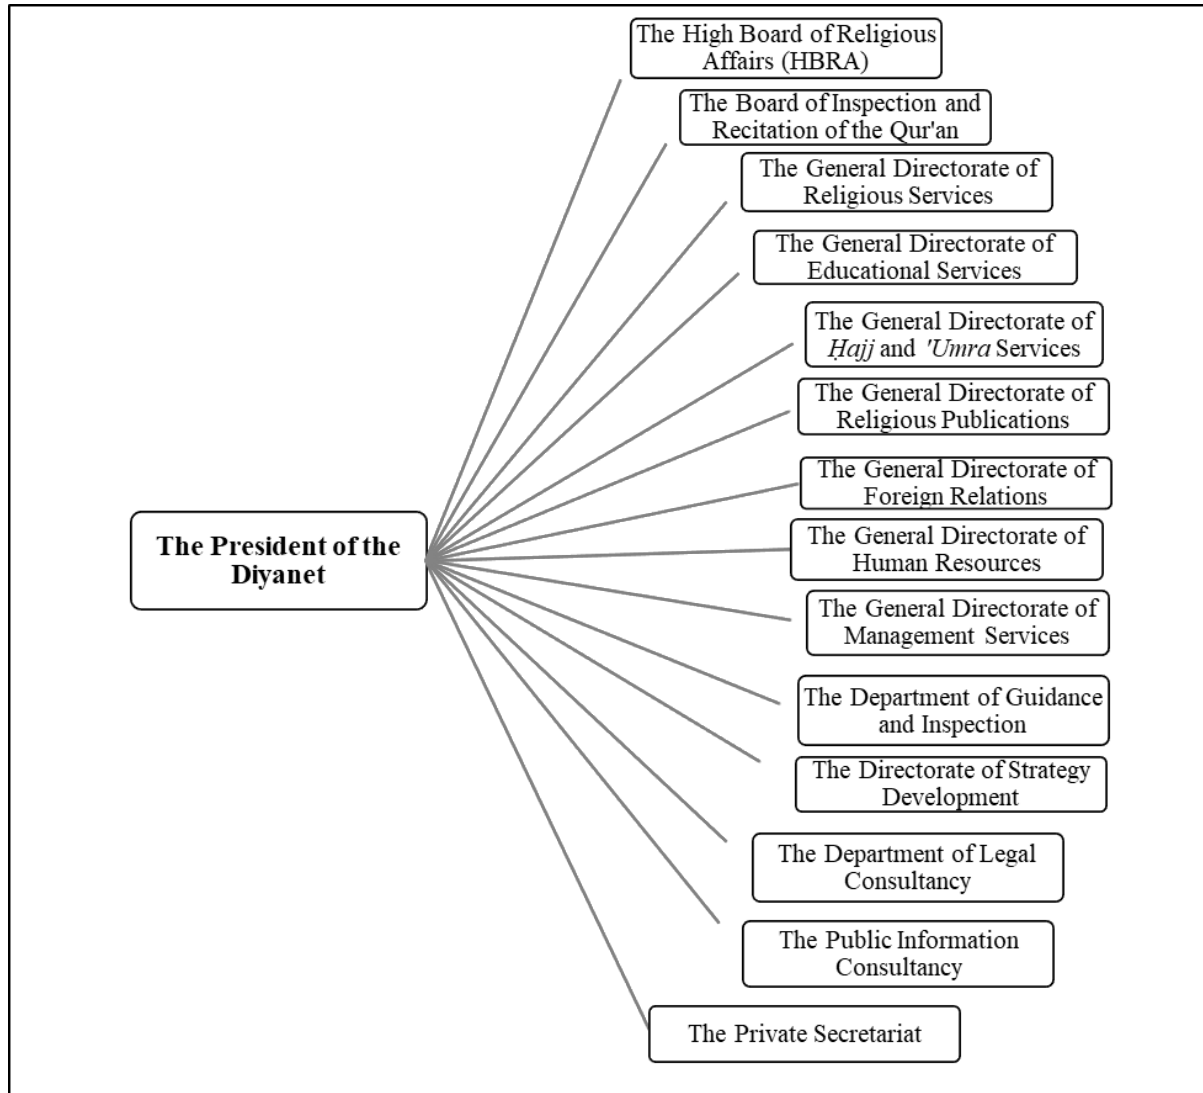 The High Board of Religious
Affairs (HBRA)
The Board of Inspection and
Recitation of the Qur'an
The General Directorate of
Religious Services
The General Directorate of
Educational Services
The General Directorate of
Ḥajj and 'Umra Services
The General Directorate of
Religious Publications
The General Directorate of
Foreign Relations
The President of the
Diyanet
The General Directorate of
Human Resources
The General Directorate of
Management Services
The Department of Guidance
and Inspection
The Directorate of Strategy
Development
The Department of Legal
Consultancy
The Public Information
Consultancy
The Private Secretariat